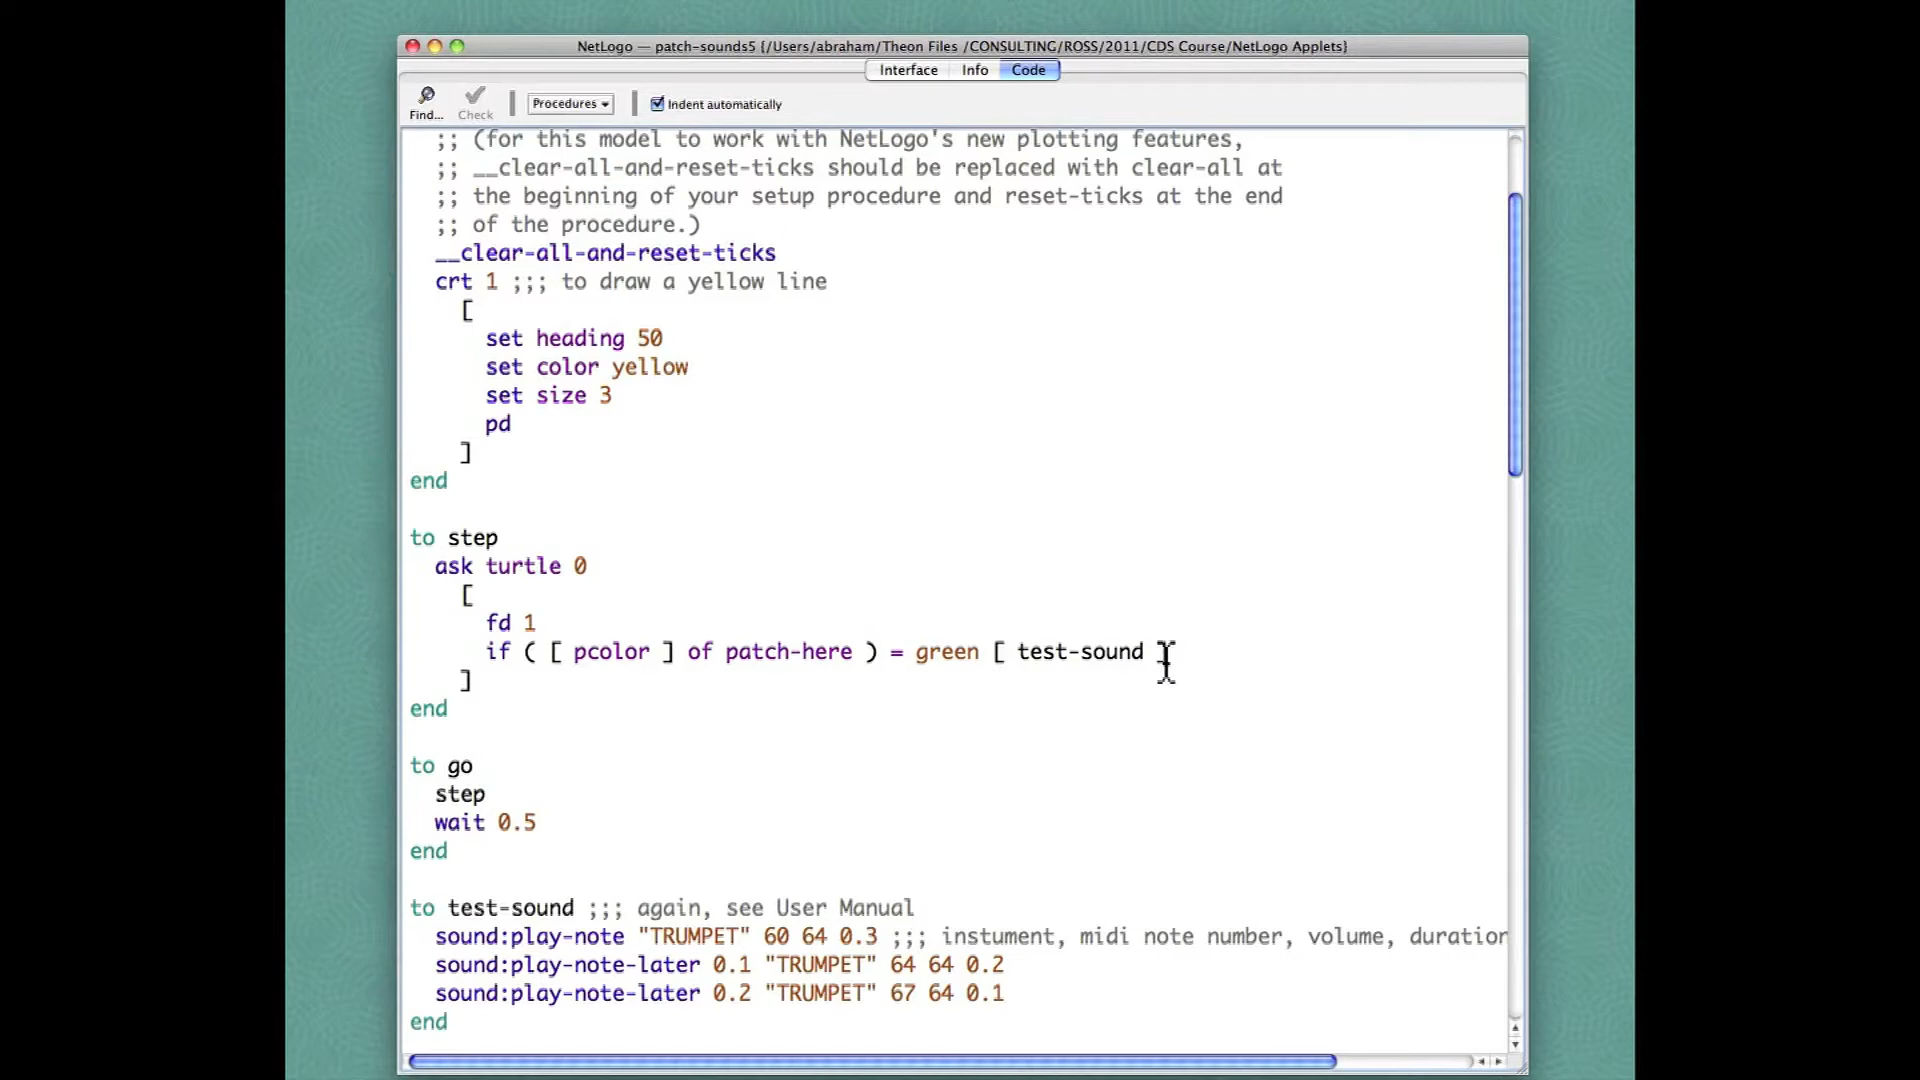 NetLogo — patch-sounds5 {/Users/abraham/Theon Files /CONSULTING/ROSS/2011/CDS Course/NetLogo Applets}
Interface Info Code
Find... Check Procedures Indent automatically
;; (for this model to work with NetLogo's new plotting features,
;; __clear-all-and-reset-ticks should be replaced with clear-all at
;; the beginning of your setup procedure and reset-ticks at the end
;; of the procedure.)
__clear-all-and-reset-ticks
crt 1 ;;; to draw a yellow line
[
set heading 50
set color yellow
set size 3
pd
]
end
to step
ask turtle 0
[
fd 1
if ( [ pcolor ] of patch-here ) = green [ test-sound ]
]
end
to go
step
wait 0.5
end
to test-sound ;;; again, see User Manual
sound:play-note "TRUMPET" 60 64 0.3 ;;; instument, midi note number, volume, duration
sound:play-note-later 0.1 "TRUMPET" 64 64 0.2
sound:play-note-later 0.2 "TRUMPET" 67 64 0.1
end